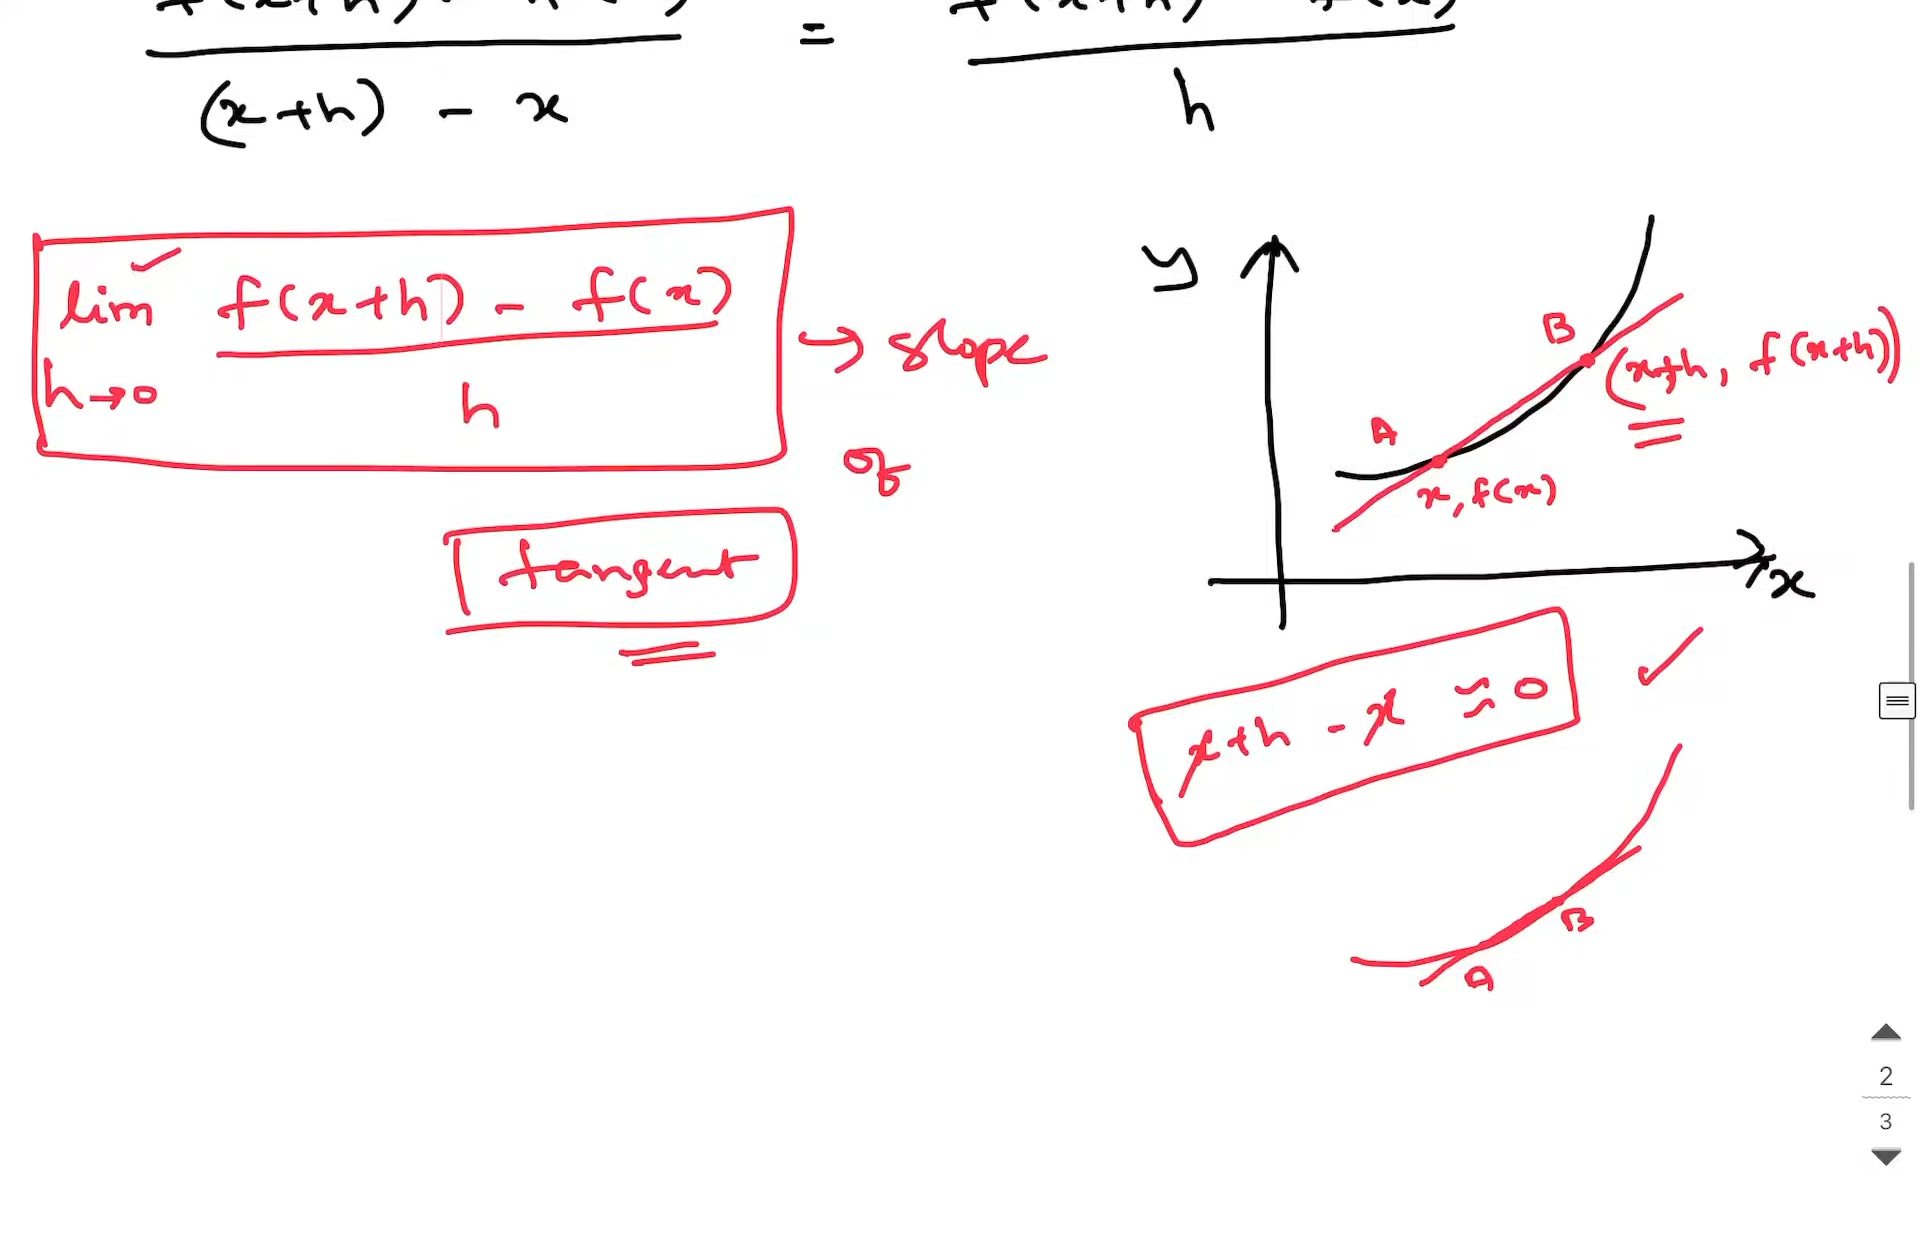 f(x+h) - f(x) = f(x+h) - f(x)
(x+h) - x
h
lim f(x+h) - f(x)
h→0 h
→ slope
of
tangent
y
B
(x+h, f(x+h))
A
x, f(x)
x
x+h - x ≈ 0
B
A
2
3